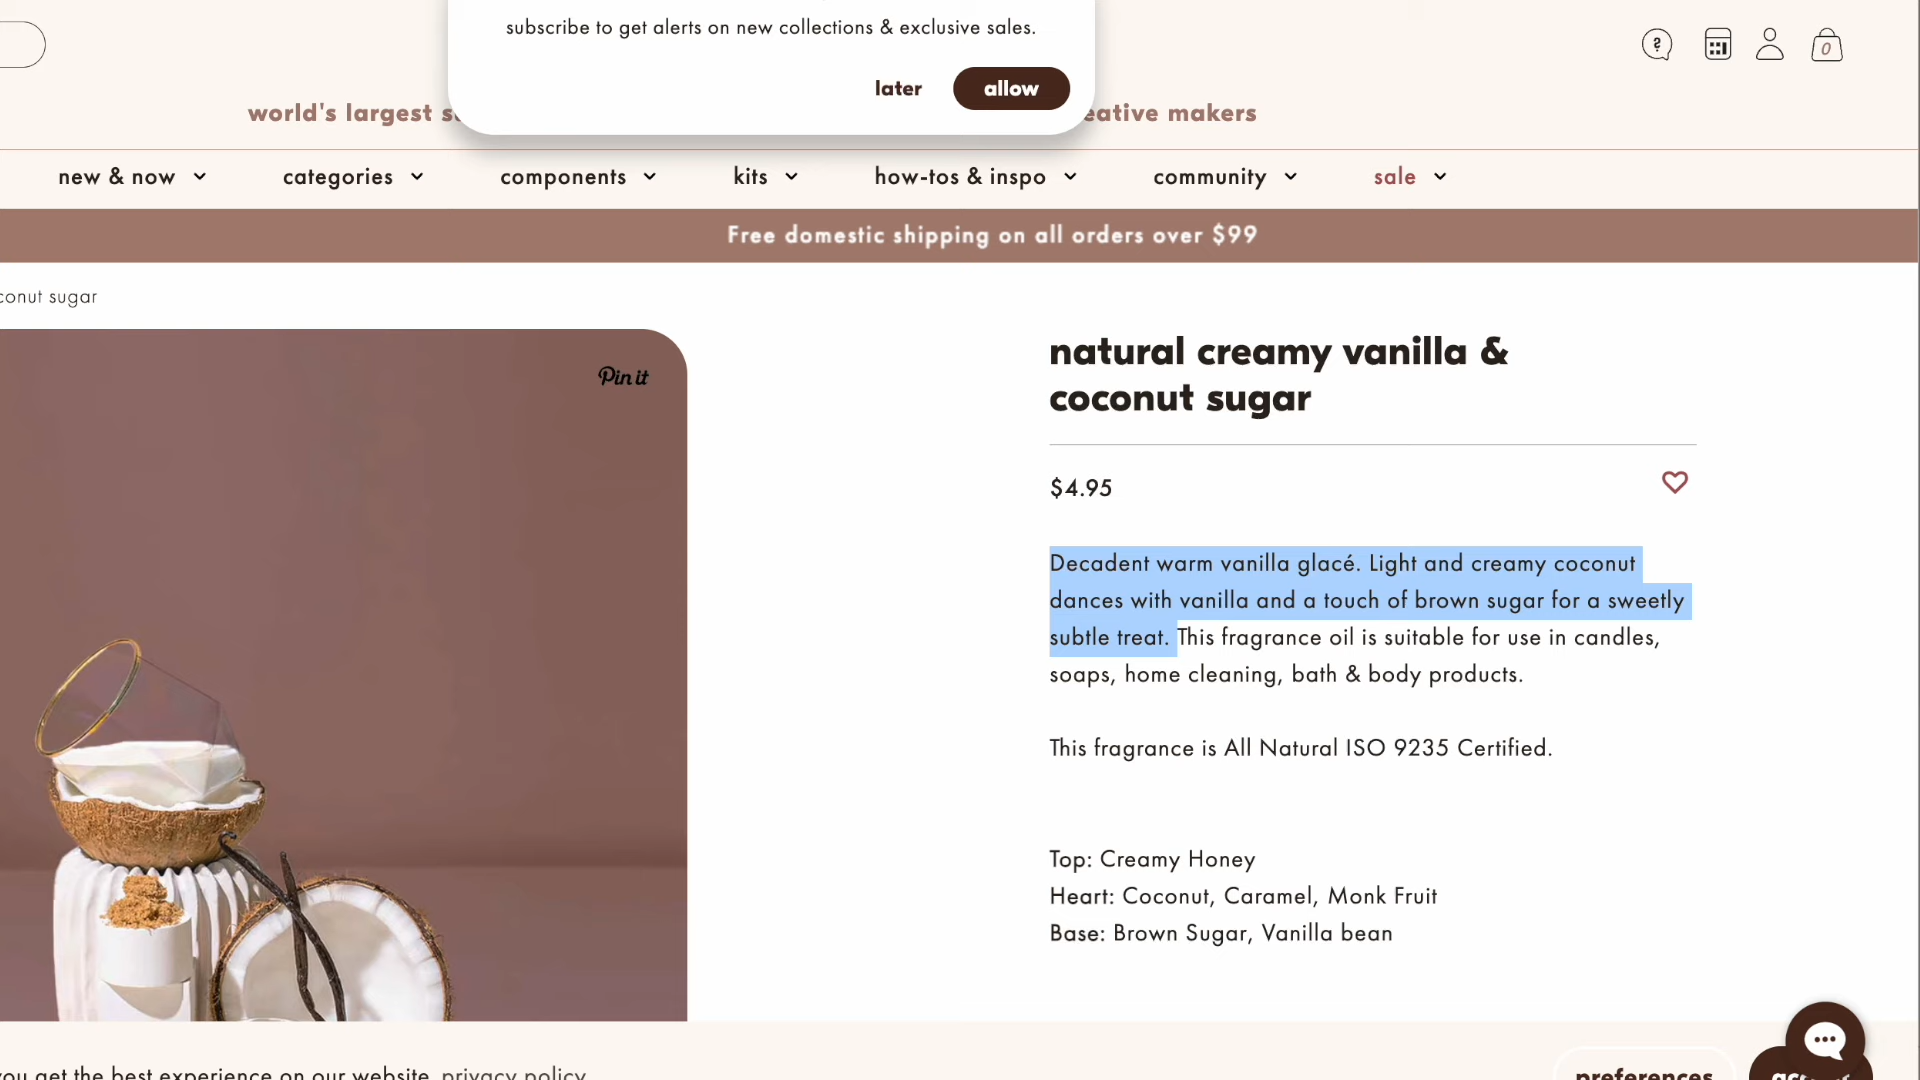 subscribe to get alerts on new collections & exclusive sales.
later
allow
?
0
world's largest
eative makers
new & now
categories
components
kits
how-tos & inspo
community
sale
Free domestic shipping on all orders over $99
conut sugar
Pin it
natural creamy vanilla &
coconut sugar
$4.95
Decadent warm vanilla glacé. Light and creamy coconut
dances with vanilla and a touch of brown sugar for a sweetly
subtle treat. This fragrance oil is suitable for use in candles,
soaps, home cleaning, bath & body products.
This fragrance is All Natural ISO 9235 Certified.
Top: Creamy Honey
Heart: Coconut, Caramel, Monk Fruit
Base: Brown Sugar, Vanilla bean
you get the best experience on our website. privacy policy
preferences